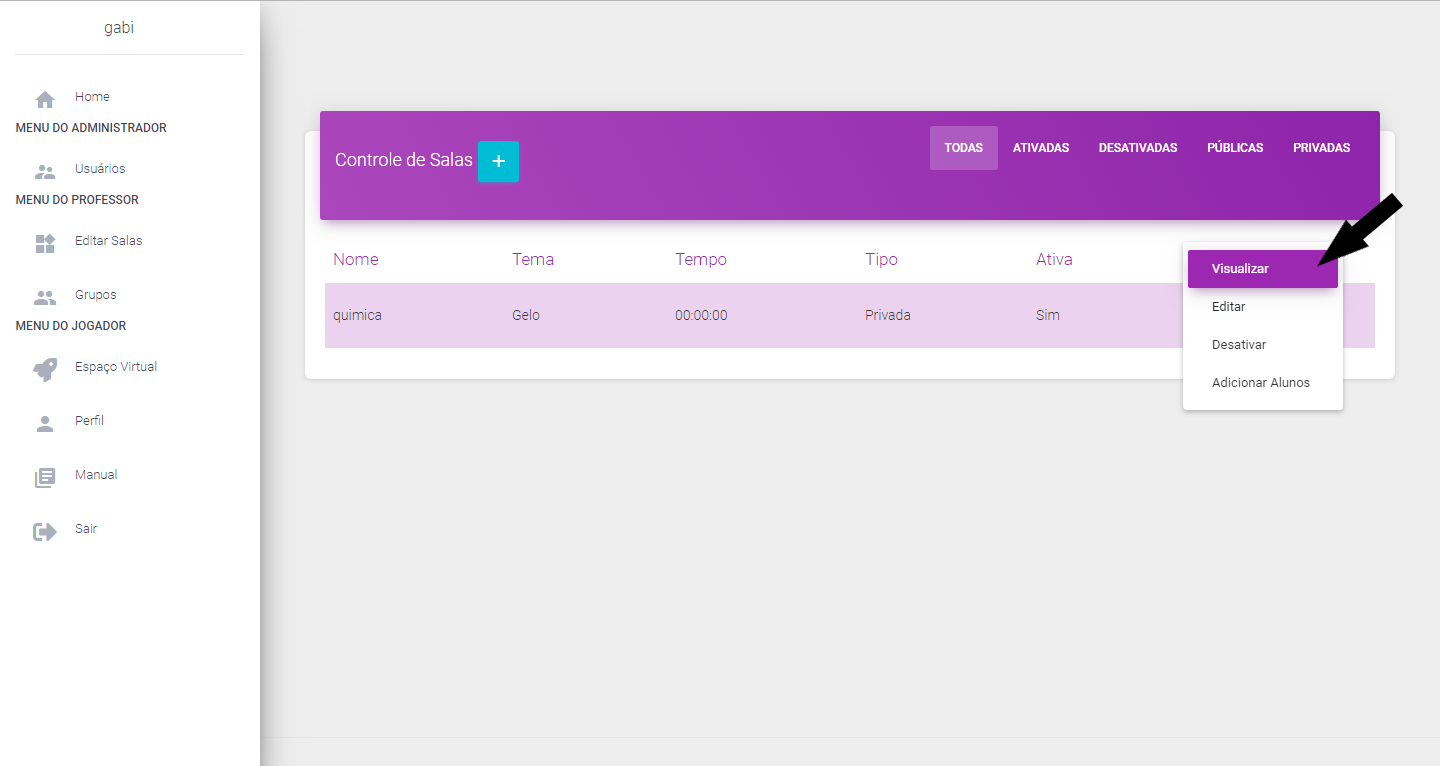 gabi
Home
MENU DO ADMINISTRADOR
Usuários
MENU DO PROFESSOR
Editar Salas
Grupos
MENU DO JOGADOR
Espaço Virtual
Perfil
Manual
Sair
Controle de Salas +
TODAS ATIVADAS DESATIVADAS PÚBLICAS PRIVADAS
Nome Tema Tempo Tipo Ativa
quimica Gelo 00:00:00 Privada Sim
Visualizar
Editar
Desativar
Adicionar Alunos